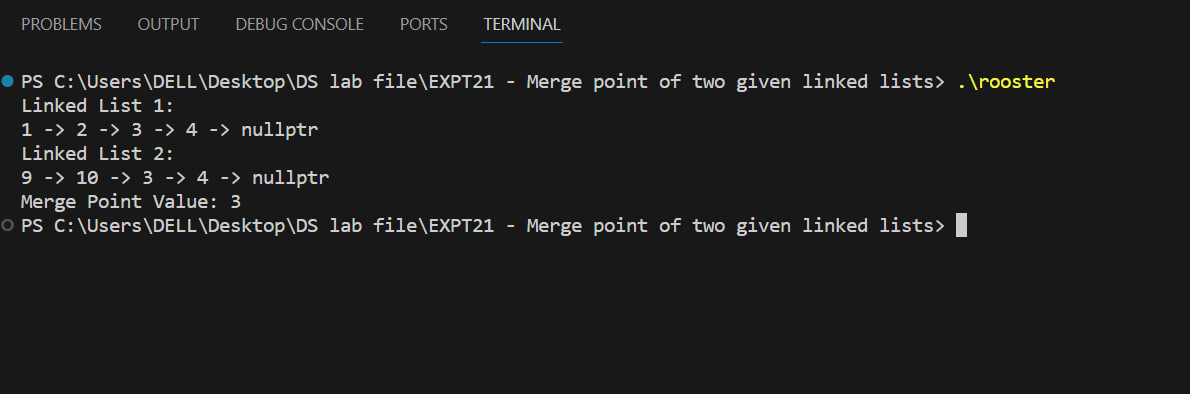 PROBLEMS OUTPUT DEBUG CONSOLE PORTS TERMINAL
PS C:\Users\DELL\Desktop\DS lab file\EXPT21 - Merge point of two given linked lists> .\rooster
Linked List 1:
1 -> 2 -> 3 -> 4 -> nullptr
Linked List 2:
9 -> 10 -> 3 -> 4 -> nullptr
Merge Point Value: 3
PS C:\Users\DELL\Desktop\DS lab file\EXPT21 - Merge point of two given linked lists>